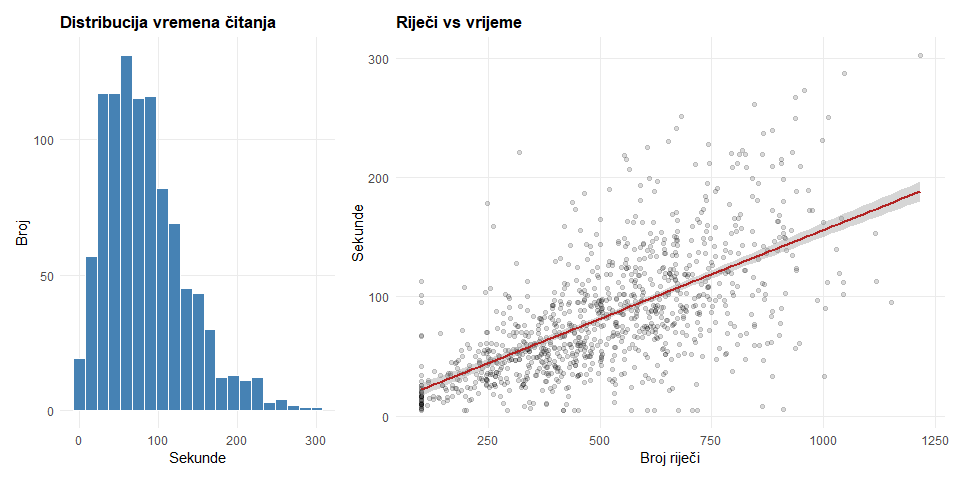 Distribucija vremena čitanja
Broj
0
50
100
0
100
200
300
Sekunde
Riječi vs vrijeme
Sekunde
0
100
200
300
250
500
750
1000
1250
Broj riječi